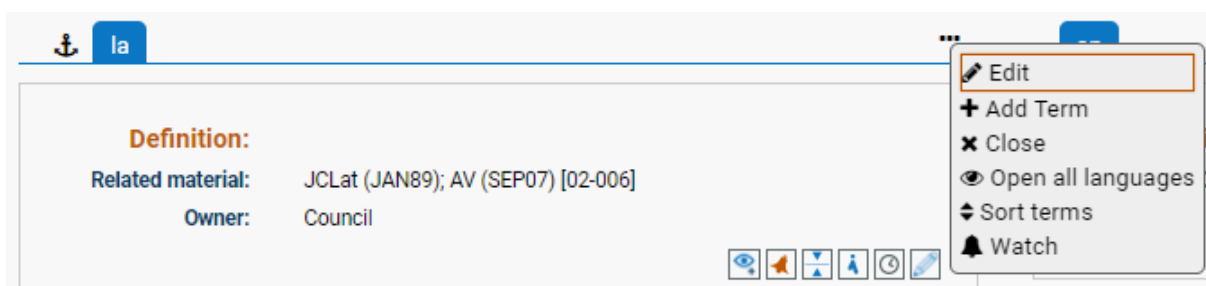 la
Edit
Add Term
Close
Open all languages
Sort terms
Watch
Definition:
Related material: JCLat (JAN89); AV (SEP07) [02-006]
Owner: Council